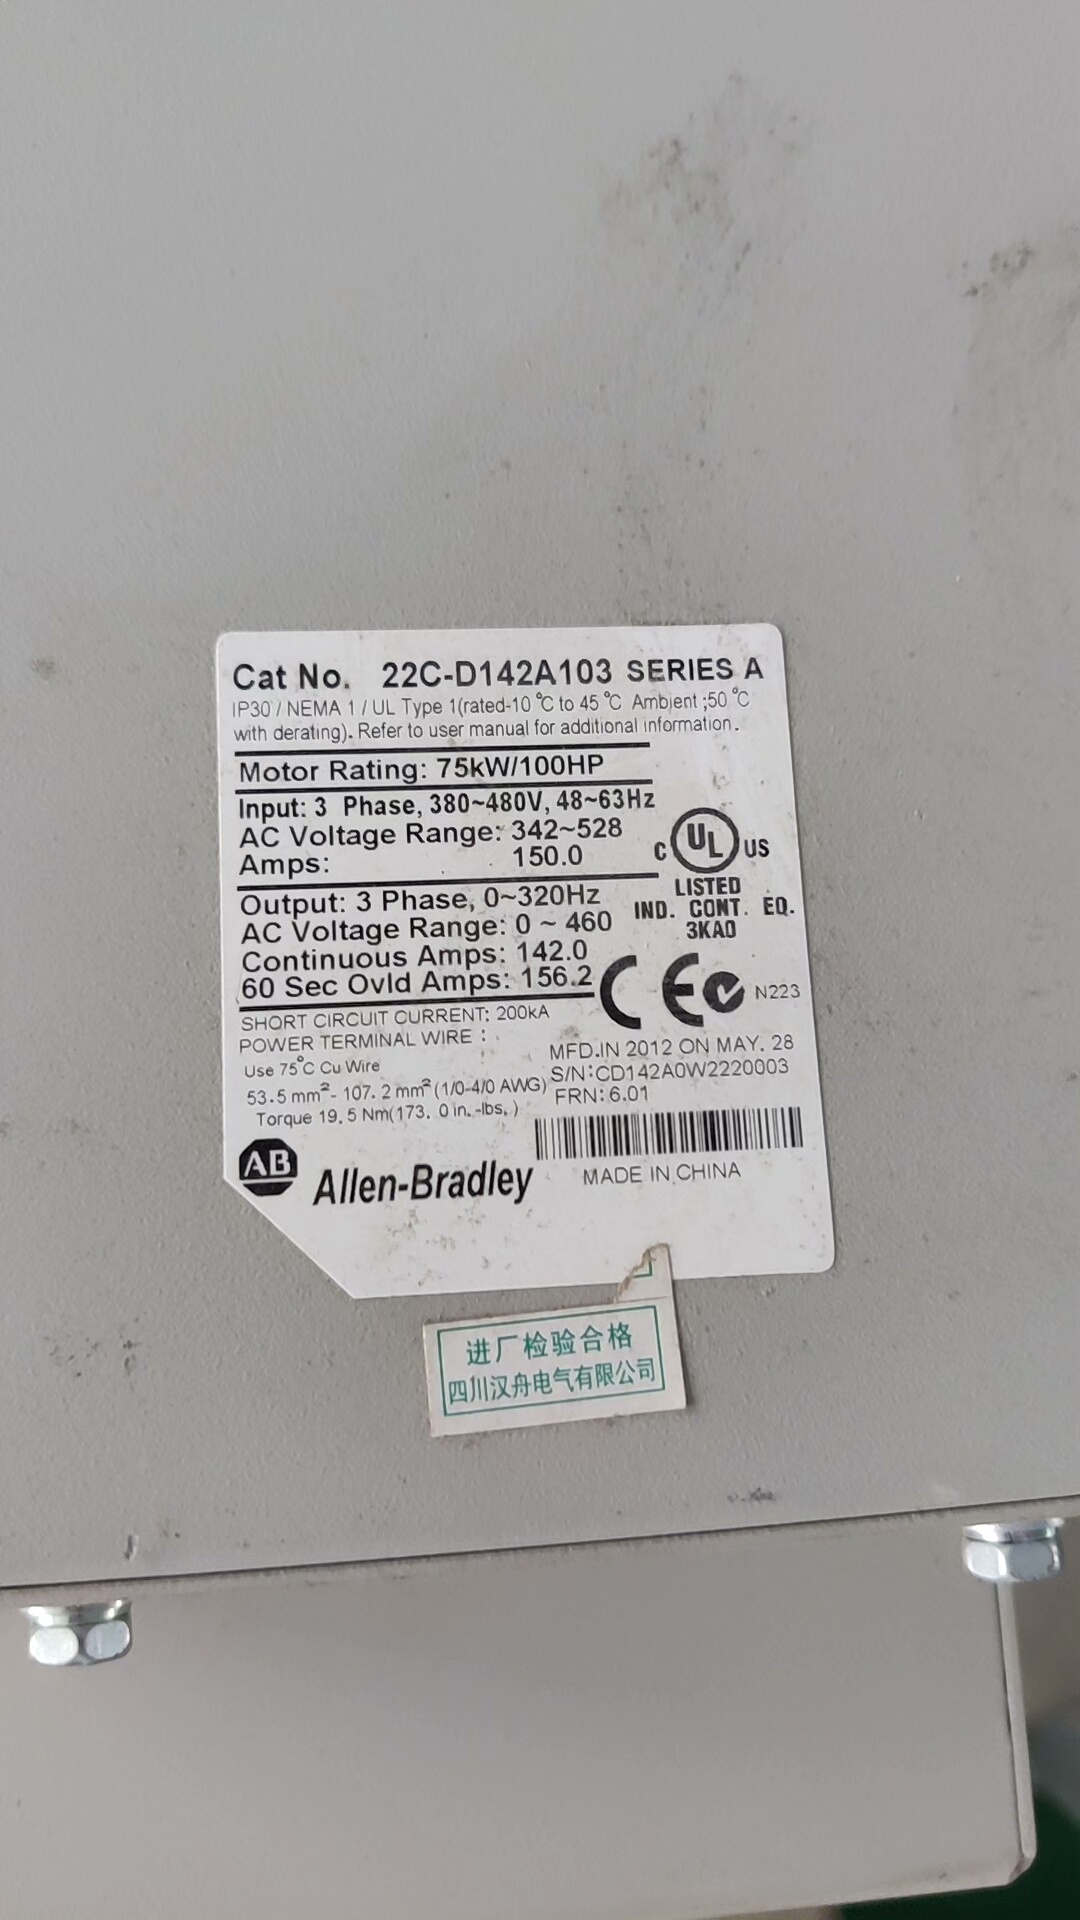 Cat No. 22C-D142A103 SERIES A
IP30 / NEMA 1 / UL Type 1(rated-10 °C to 45 °C Ambient ;50 °C
with derating). Refer to user manual for additional information.
Motor Rating: 75kW/100HP
Input: 3 Phase, 380~480V, 48~63Hz
AC Voltage Range: 342~528
Amps: 150.0
C UL US
LISTED
IND. CONT. EQ.
3KA0
Output: 3 Phase, 0~320Hz
AC Voltage Range: 0 ~ 460
Continuous Amps: 142.0
60 Sec Ovld Amps: 156.2
CE N223
SHORT CIRCUIT CURRENT: 200kA
POWER TERMINAL WIRE :
Use 75°C Cu Wire
53.5 mm²- 107. 2 mm² (1/0-4/0 AWG)
Torque 19. 5 Nm(173. 0 in. -lbs. )
MFD.IN 2012 ON MAY. 28
S/N:CD142A0W2220003
FRN: 6.01
AB Allen-Bradley
MADE IN CHINA
进厂检验合格
四川汉舟电气有限公司